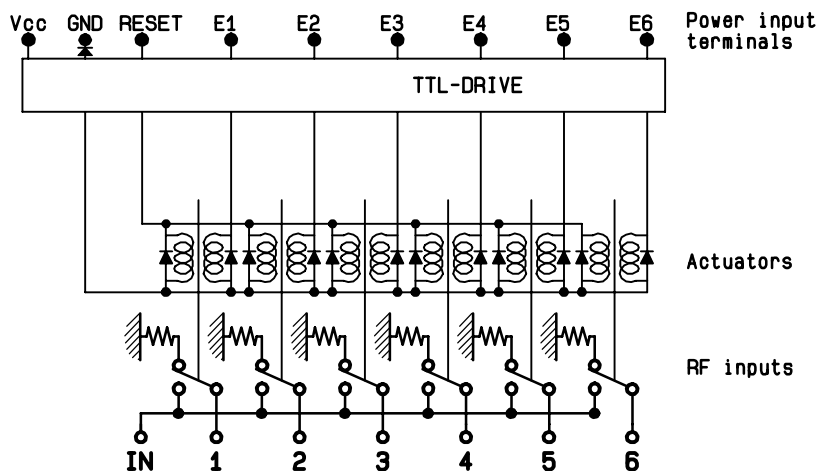 Vcc GND RESET E1 E2 E3 E4 E5 E6 Power input
terminals
TTL-DRIVE
Actuators
RF inputs
IN 1 2 3 4 5 6